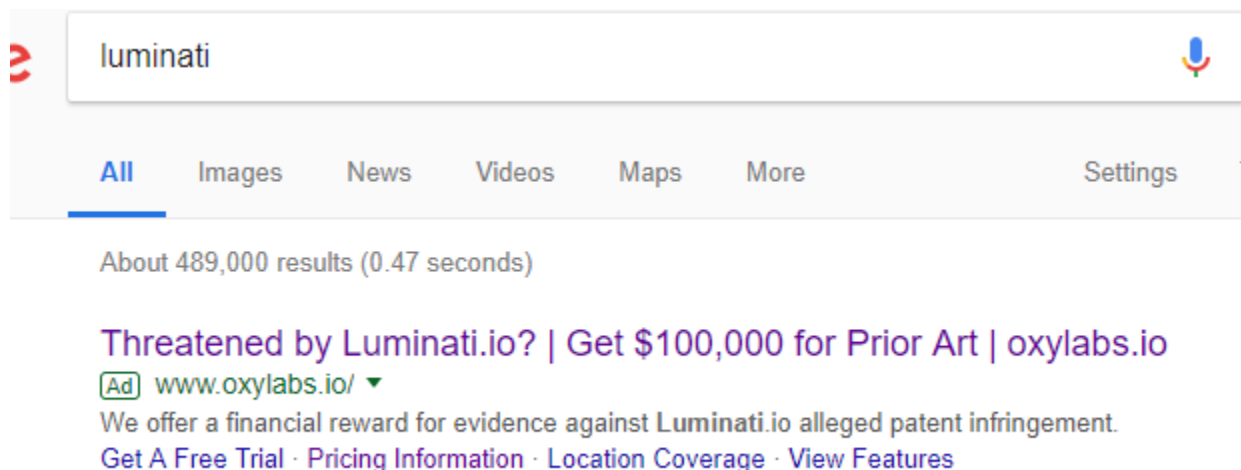 e
luminati
All Images News Videos Maps More Settings
About 489,000 results (0.47 seconds)
Threatened by Luminati.io? | Get $100,000 for Prior Art | oxylabs.io
Ad www.oxylabs.io/
We offer a financial reward for evidence against Luminati.io alleged patent infringement.
Get A Free Trial · Pricing Information · Location Coverage · View Features